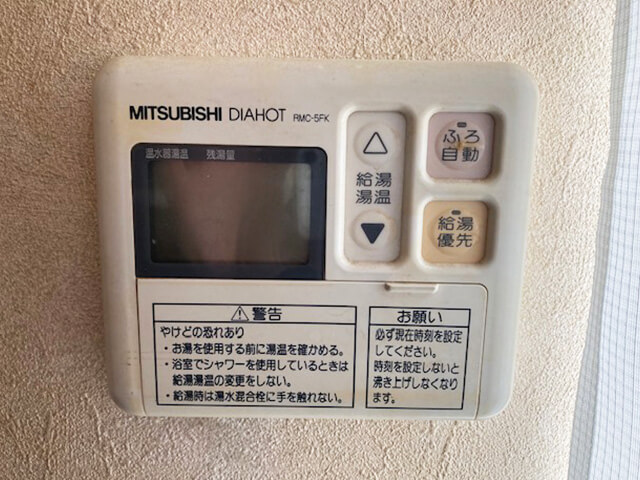 MITSUBISHI DIAHOT RMC-5FK
温水器湯温 残湯量
給湯
湯温
ふろ
自動
給湯
優先
⚠警告
やけどの恐れあり
・お湯を使用する前に湯温を確かめる。
・浴室でシャワーを使用しているときは
給湯湯温の変更をしない。
・給湯時は湯水混合栓に手を触れない。
お願い
必ず現在時刻を設定
してください。
時刻を設定しないと
沸き上げしなくなり
ます。